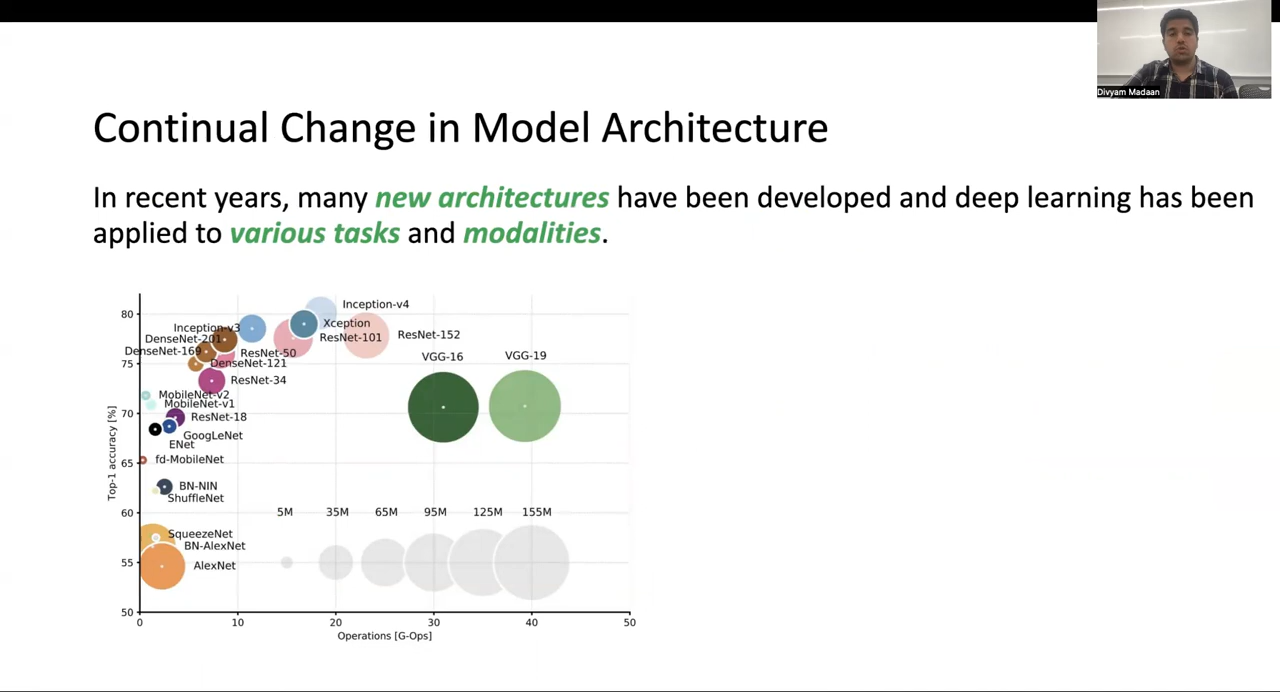 Divyam Madaan
Continual Change in Model Architecture
In recent years, many new architectures have been developed and deep learning has been
applied to various tasks and modalities.
Inception-v4
Inception-v3
Xception
DenseNet-201
ResNet-101
ResNet-152
DenseNet-169
ResNet-50
DenseNet-121
VGG-16
VGG-19
ResNet-34
MobileNet-v2
MobileNet-v1
ResNet-18
GoogLeNet
ENet
fd-MobileNet
BN-NIN
ShuffleNet
5M 35M 65M 95M 125M 155M
SqueezeNet
BN-AlexNet
AlexNet
80
75
70
65
60
55
50
Top-1 accuracy [%]
0 10 20 30 40 50
Operations [G-Ops]